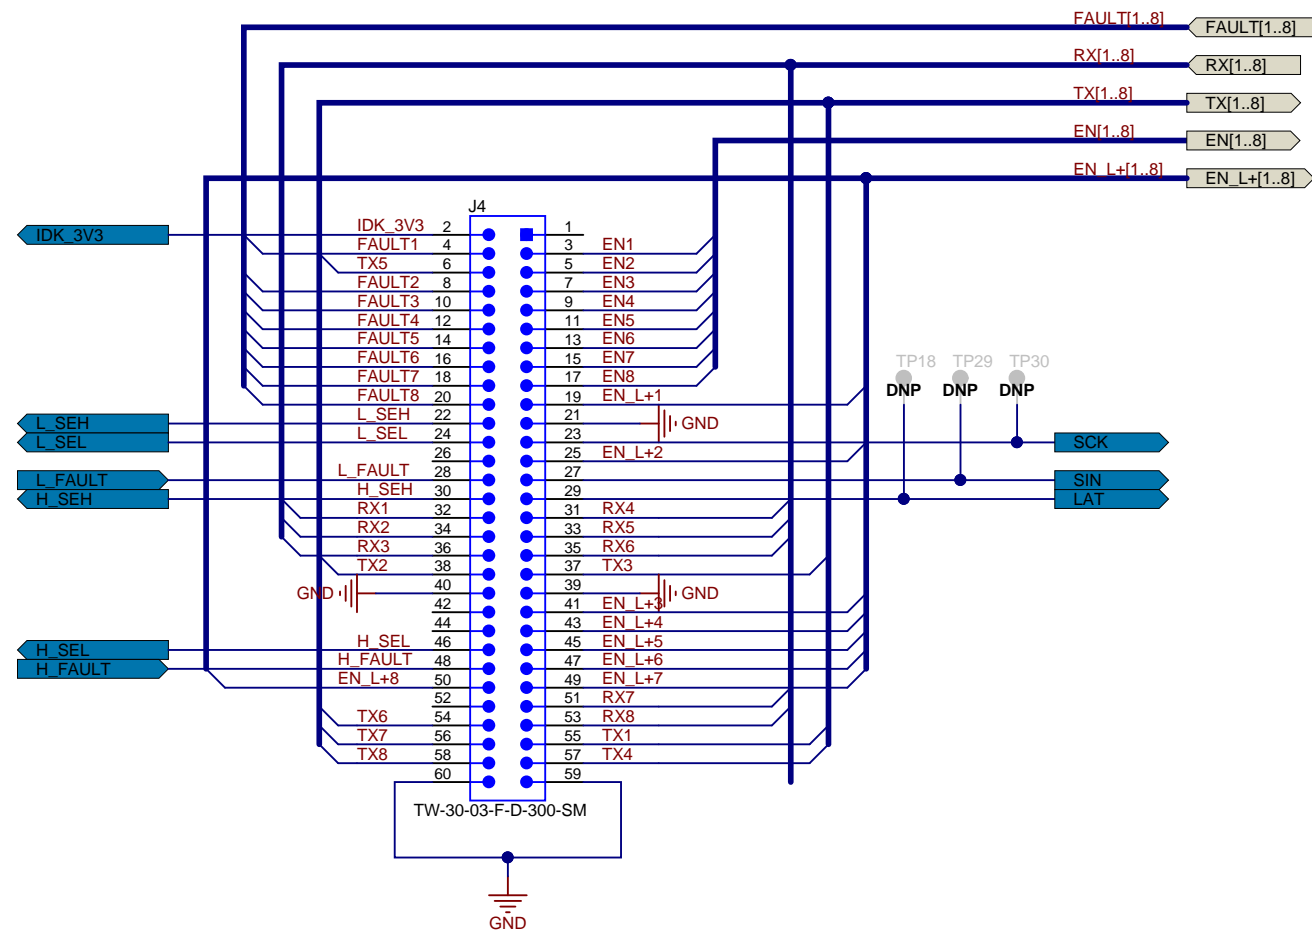 FAULT[1..8] FAULT[1..8]
RX[1..8] RX[1..8]
TX[1..8] TX[1..8]
EN[1..8] EN[1..8]
EN_L+[1..8] EN_L+[1..8]
J4
IDK_3V3 IDK_3V3 2 1
FAULT1 4 3 EN1
TX5 6 5 EN2
FAULT2 8 7 EN3
FAULT3 10 9 EN4
FAULT4 12 11 EN5
FAULT5 14 13 EN6
FAULT6 16 15 EN7
TP18 TP29 TP30
FAULT7 18 17 EN8
DNP DNP DNP
FAULT8 20 19 EN_L+1
L_SEH L_SEH 22 21 GND
L_SEL L_SEL 24 23 SCK
26 25 EN_L+2
L_FAULT L_FAULT 28 27 SIN
H_SEH H_SEH 30 29 LAT
RX1 32 31 RX4
RX2 34 33 RX5
RX3 36 35 RX6
TX2 38 37 TX3
GND 40 39 GND
42 41 EN_L+3
44 43 EN_L+4
H_SEL H_SEL 46 45 EN_L+5
H_FAULT H_FAULT 48 47 EN_L+6
EN_L+8 50 49 EN_L+7
52 51 RX7
TX6 54 53 RX8
TX7 56 55 TX1
TX8 58 57 TX4
60 59
TW-30-03-F-D-300-SM
GND